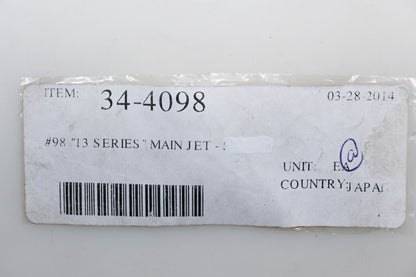 ITEM: 34-4098 03-28-2014
#98 "13 SERIES" MAIN JET -
UNIT: EA
COUNTRY: JAPAN